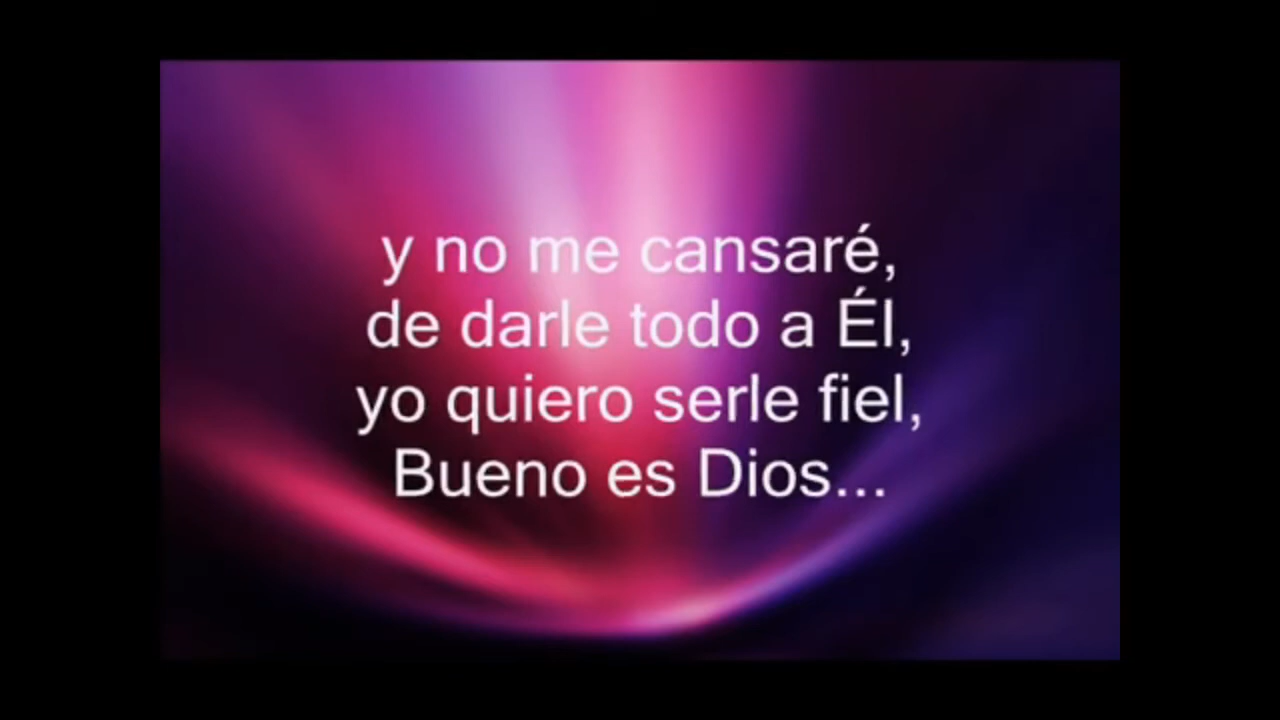 y no me cansaré,
de darle todo a Él,
yo quiero serle fiel,
Bueno es Dios...